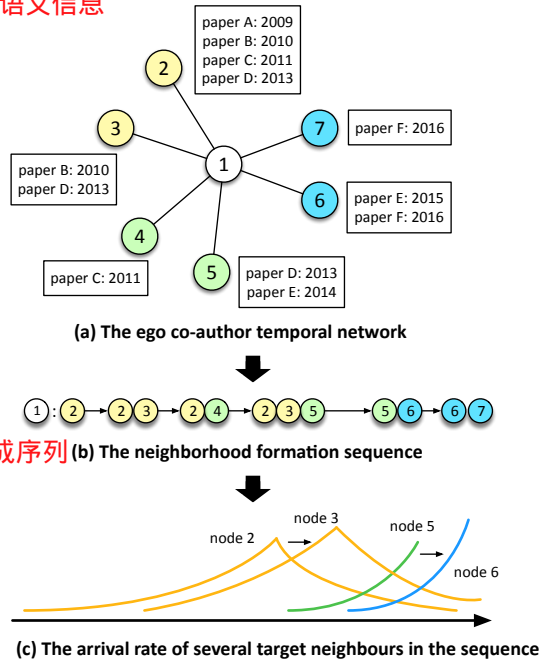 语文信息
paper A: 2009
paper B: 2010
paper C: 2011
paper D: 2013
2
7
paper F: 2016
3
1
paper B: 2010
paper D: 2013
6
paper E: 2015
paper F: 2016
4
paper C: 2011
5
paper D: 2013
paper E: 2014
(a) The ego co-author temporal network
1 : 2 2 3 2 4 2 3 5 5 6 6 7
成序列 (b) The neighborhood formation sequence
node 2
node 3
node 5
node 6
(c) The arrival rate of several target neighbours in the sequence